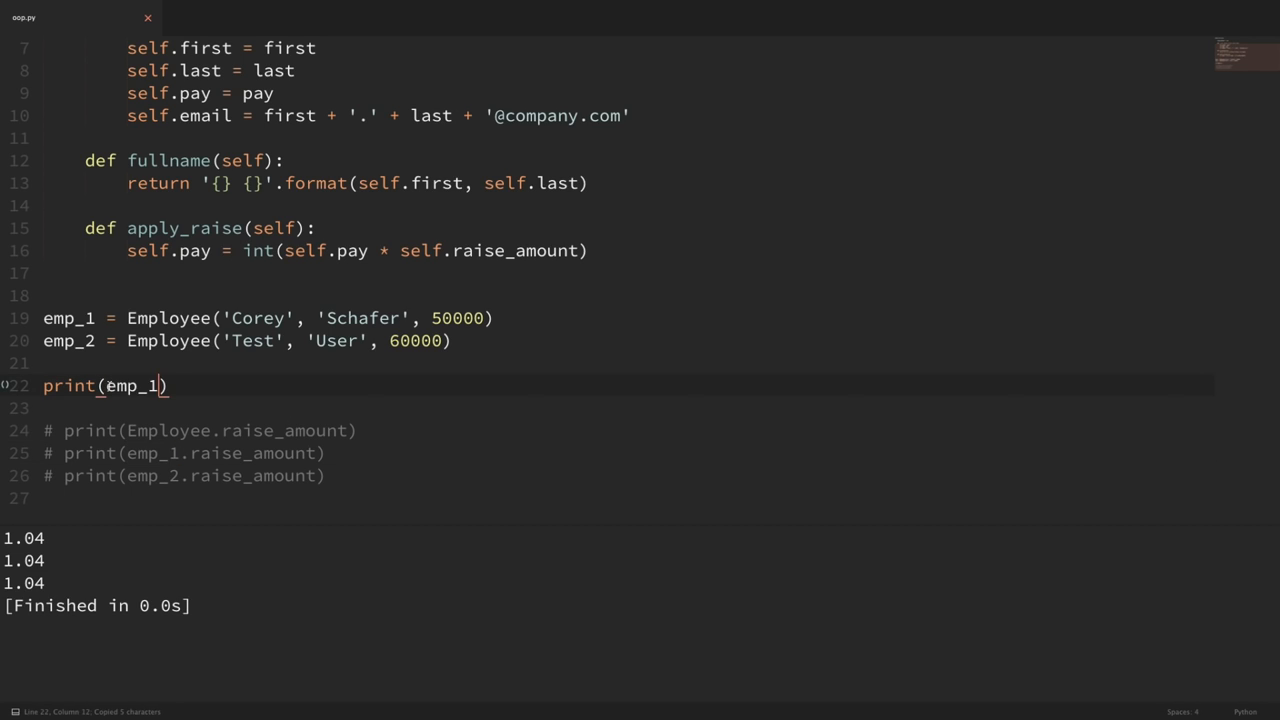 oop.py ×
7 self.first = first
8 self.last = last
9 self.pay = pay
10 self.email = first + '.' + last + '@company.com'
11
12 def fullname(self):
13 return '{} {}'.format(self.first, self.last)
14
15 def apply_raise(self):
16 self.pay = int(self.pay * self.raise_amount)
17
18
19 emp_1 = Employee('Corey', 'Schafer', 50000)
20 emp_2 = Employee('Test', 'User', 60000)
21
()22 print(emp_1)
23
24 # print(Employee.raise_amount)
25 # print(emp_1.raise_amount)
26 # print(emp_2.raise_amount)
27
1.04
1.04
1.04
[Finished in 0.0s]
Line 22, Column 12; Copied 5 characters Spaces: 4 Python